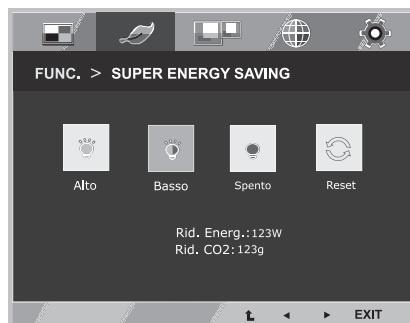 FUNC. > SUPER ENERGY SAVING
Alto Basso Spento Reset
Rid. Energ.:123W
Rid. CO2:123g
EXIT